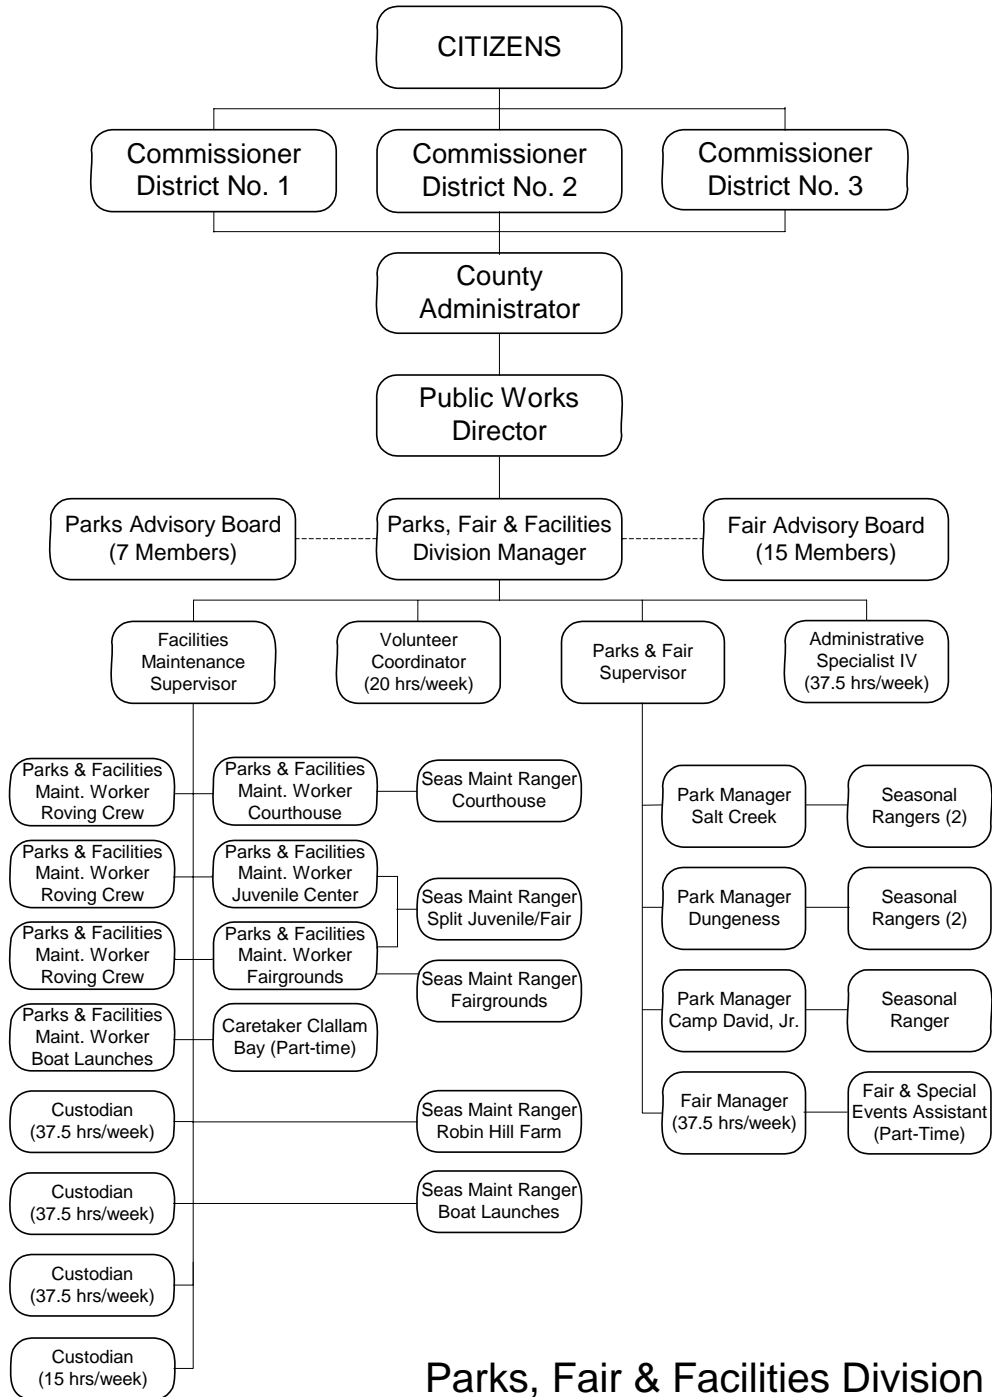 CITIZENS
Commissioner
District No. 1
Commissioner
District No. 2
Commissioner
District No. 3
County
Administrator
Public Works
Director
Parks Advisory Board
(7 Members)
Parks, Fair & Facilities
Division Manager
Fair Advisory Board
(15 Members)
Facilities
Maintenance
Supervisor
Volunteer
Coordinator
(20 hrs/week)
Parks & Fair
Supervisor
Administrative
Specialist IV
(37.5 hrs/week)
Parks & Facilities
Maint. Worker
Roving Crew
Parks & Facilities
Maint. Worker
Courthouse
Seas Maint Ranger
Courthouse
Park Manager
Salt Creek
Seasonal
Rangers (2)
Parks & Facilities
Maint. Worker
Roving Crew
Parks & Facilities
Maint. Worker
Juvenile Center
Seas Maint Ranger
Split Juvenile/Fair
Park Manager
Dungeness
Seasonal
Rangers (2)
Parks & Facilities
Maint. Worker
Roving Crew
Parks & Facilities
Maint. Worker
Fairgrounds
Seas Maint Ranger
Fairgrounds
Park Manager
Camp David, Jr.
Seasonal
Ranger
Parks & Facilities
Maint. Worker
Boat Launches
Caretaker Clallam
Bay (Part-time)
Custodian
(37.5 hrs/week)
Seas Maint Ranger
Robin Hill Farm
Fair Manager
(37.5 hrs/week)
Fair & Special
Events Assistant
(Part-Time)
Custodian
(37.5 hrs/week)
Seas Maint Ranger
Boat Launches
Custodian
(37.5 hrs/week)
Custodian
(15 hrs/week)
Parks, Fair & Facilities Division